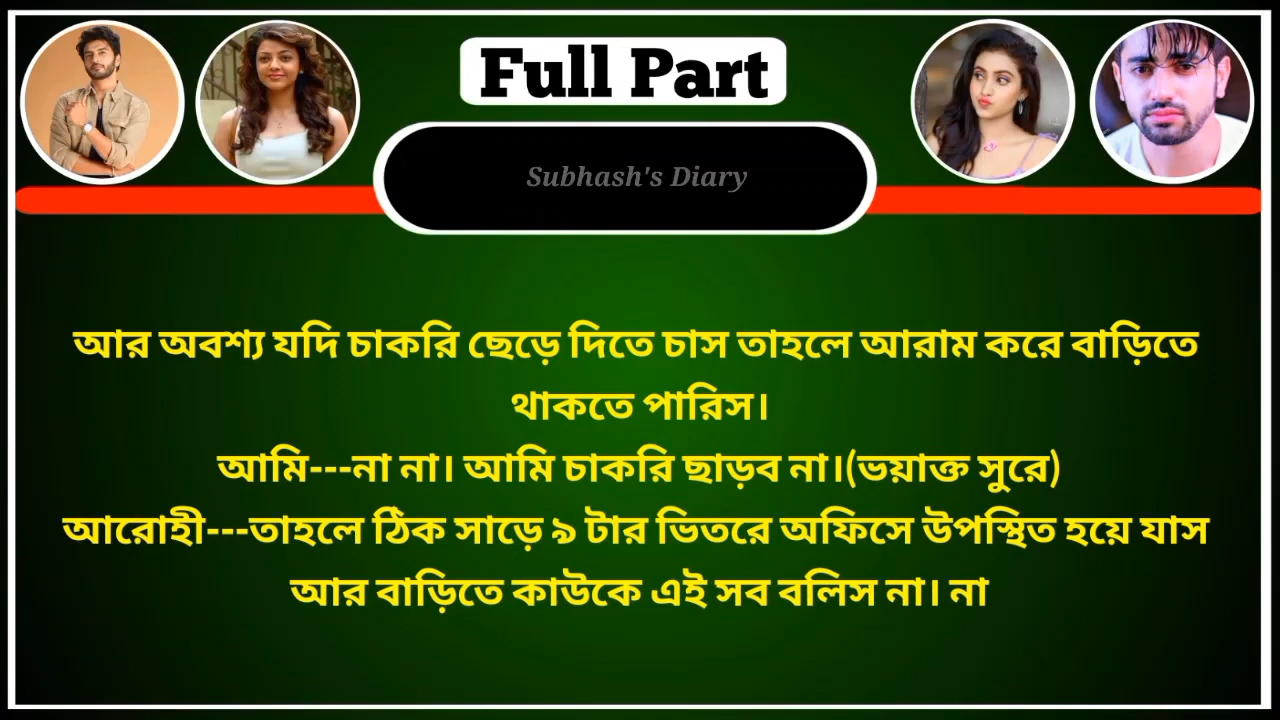 Full Part
Subhash's Diary
আর অবশ্য যদি চাকরি ছেড়ে দিতে চাস তাহলে আরাম করে বাড়িতে
থাকতে পারিস।
আমি---না না। আমি চাকরি ছাড়ব না।(ভয়াক্ত সুরে)
আরোহী---তাহলে ঠিক সাড়ে ৯ টার ভিতরে অফিসে উপস্থিত হয়ে যাস
আর বাড়িতে কাউকে এই সব বলিস না। না